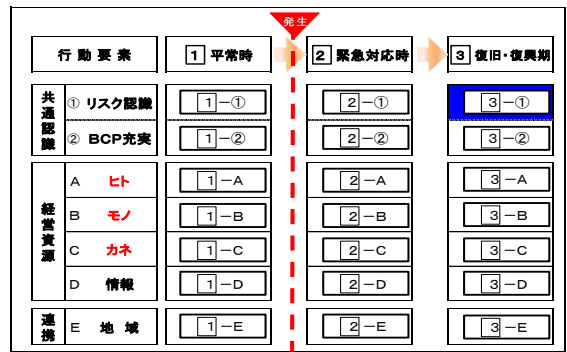 発生
行動要素 1 平常時 2 緊急対応時 3 復旧・復興期
共通認識
① リスク認識 1－① 2－① 3－①
② BCP充実 1－② 2－② 3－②
経営資源
A ヒト 1－A 2－A 3－A
B モノ 1－B 2－B 3－B
C カネ 1－C 2－C 3－C
D 情報 1－D 2－D 3－D
連携
E 地域 1－E 2－E 3－E